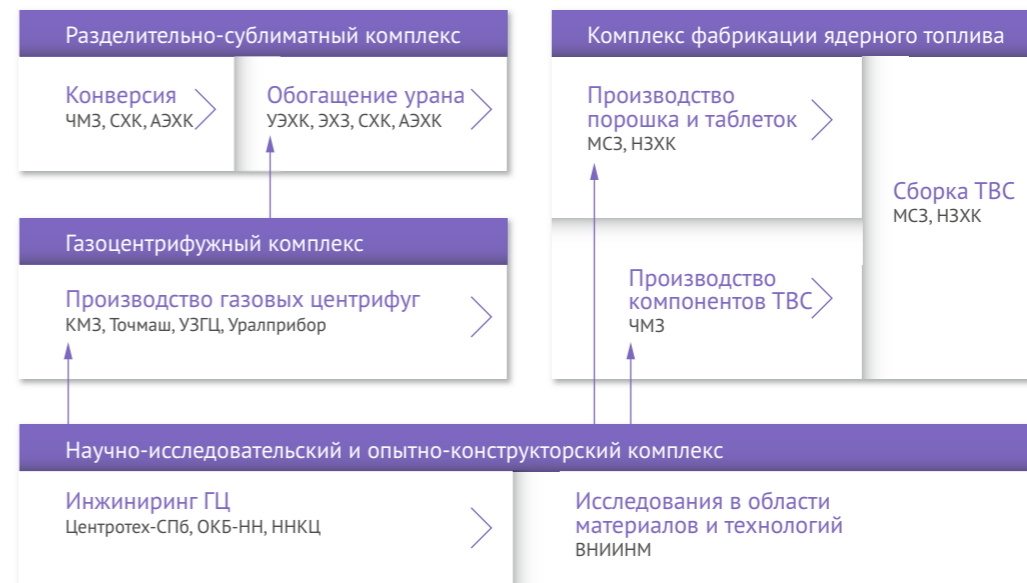 Разделительно-сублиматный комплекс
Конверсия
ЧМЗ, СХК, АЭХК
Обогащение урана
УЭХК, ЭХЗ, СХК, АЭХК
Газоцентрифужный комплекс
Производство газовых центрифуг
КМЗ, Точмаш, УЗГЦ, Уралприбор
Комплекс фабрикации ядерного топлива
Производство
порошка и таблеток
МСЗ, НЗХК
Производство
компонентов ТВС
ЧМЗ
Сборка ТВС
МСЗ, НЗХК
Научно-исследовательский и опытно-конструкторский комплекс
Инжиниринг ГЦ
Центротех-СПб, ОКБ-НН, ННКЦ
Исследования в области
материалов и технологий
ВНИИНМ